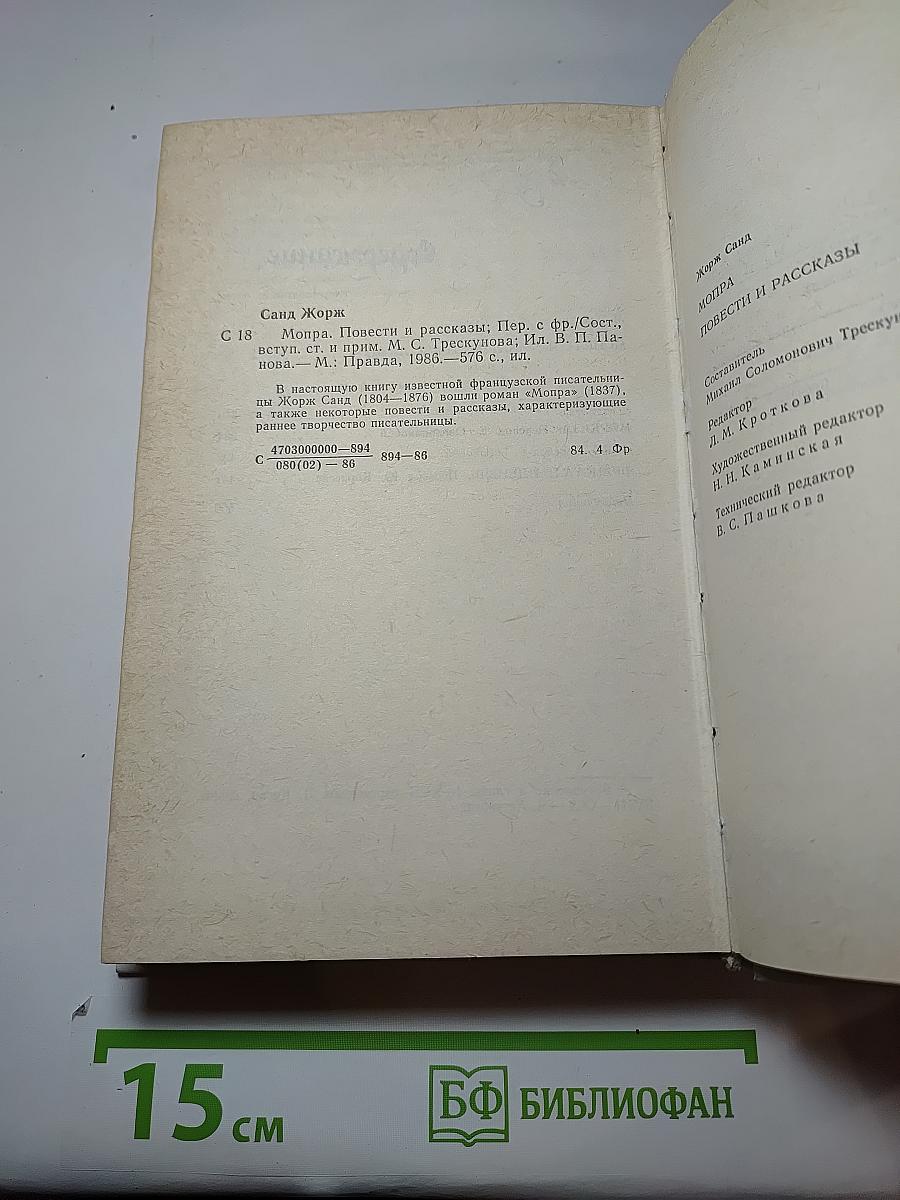 Санд Жорж
С 18 Мопра. Повести и рассказы; Пер. с фр./Сост.,
вступ. ст. и прим. М. С. Трескунова; Ил. В. П. Па-
нова.— М.: Правда, 1986.—576 с., ил.
В настоящую книгу известной французской писательни-
цы Жорж Санд (1804—1876) вошли роман «Мопра» (1837),
а также некоторые повести и рассказы, характеризующие
раннее творчество писательницы.
С 4703000000—894
080(02) — 86
894—86
84. 4 Фр
Жорж Санд
МОПРА
ПОВЕСТИ И РАССКАЗЫ
Составитель
Михаил Соломонович Трескун
Редактор
Л. М. Кроткова
Художественный редактор
Н. Н. Каминская
Технический редактор
В. С. Пашкова
15 см
БФ БИБЛИОФАН